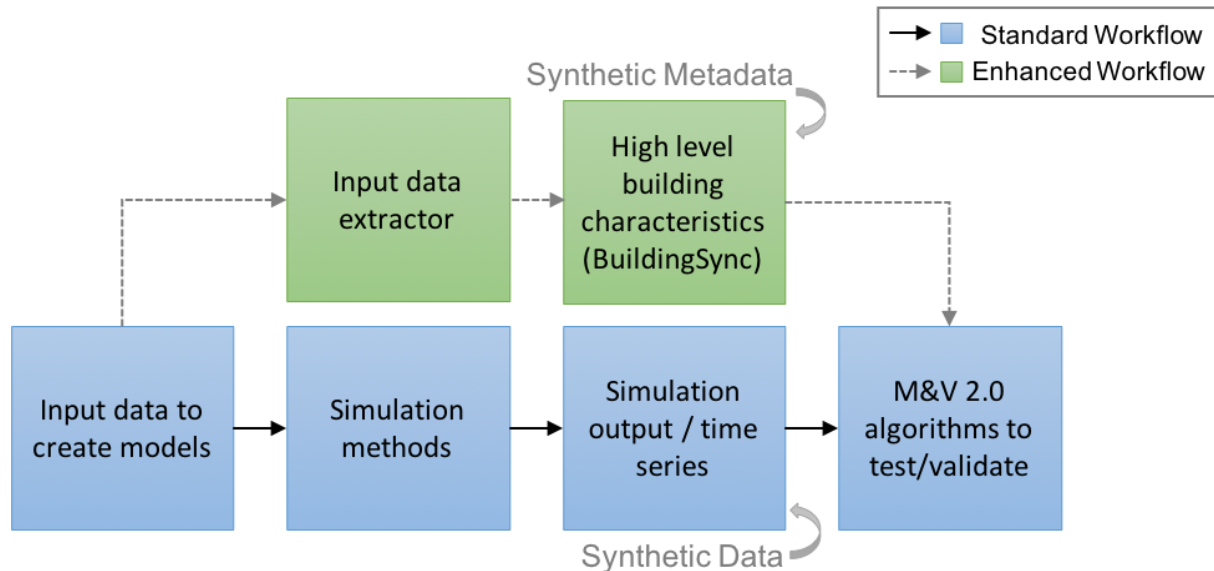 Standard Workflow
Enhanced Workflow
Synthetic Metadata
Input data
extractor
High level
building
characteristics
(BuildingSync)
Input data to
create models
Simulation
methods
Simulation
output / time
series
M&V 2.0
algorithms to
test/validate
Synthetic Data